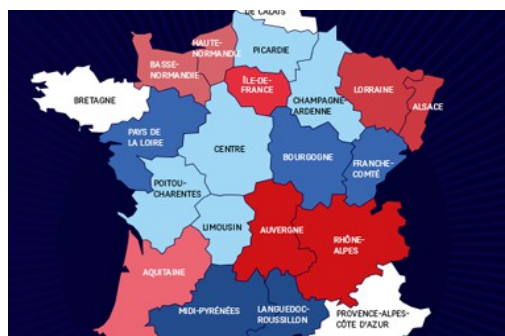 DE CALAIS
HAUTE-
NORMANDIE
PICARDIE
BASSE-
NORMANDIE
ÎLE-DE-
FRANCE
LORRAINE
BRETAGNE
CHAMPAGNE-
ARDENNE
ALSACE
PAYS DE
LA LOIRE
CENTRE
BOURGOGNE
FRANCHE-
COMTÉ
POITOU-
CHARENTES
LIMOUSIN
AUVERGNE
RHÔNE-
ALPES
AQUITAINE
MIDI-PYRÉNÉES
LANGUEDOC-
ROUSSILLON
PROVENCE-ALPES-
CÔTE D'AZUR